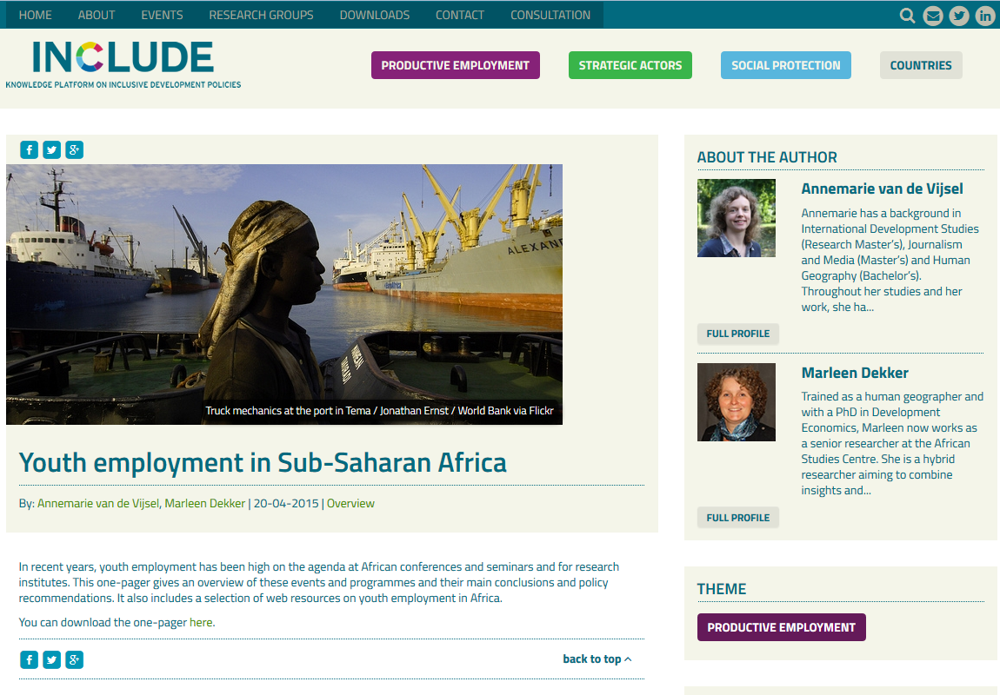 HOME ABOUT EVENTS RESEARCH GROUPS DOWNLOADS CONTACT CONSULTATION
INCLUDE
KNOWLEDGE PLATFORM ON INCLUSIVE DEVELOPMENT POLICIES
PRODUCTIVE EMPLOYMENT STRATEGIC ACTORS SOCIAL PROTECTION COUNTRIES
ALEXAN
Truck mechanics at the port in Tema / Jonathan Ernst / World Bank via Flickr
Youth employment in Sub-Saharan Africa
By: Annemarie van de Vijsel, Marleen Dekker | 20-04-2015 | Overview
In recent years, youth employment has been high on the agenda at African conferences and seminars and for research
institutes. This one-pager gives an overview of these events and programmes and their main conclusions and policy
recommendations. It also includes a selection of web resources on youth employment in Africa.
You can download the one-pager here.
back to top
ABOUT THE AUTHOR
Annemarie van de Vijsel
Annemarie has a background in
International Development Studies
(Research Master's), Journalism
and Media (Master's) and Human
Geography (Bachelor's).
Throughout her studies and her
work, she ha...
FULL PROFILE
Marleen Dekker
Trained as a human geographer and
with a PhD in Development
Economics, Marleen now works as
a senior researcher at the African
Studies Centre. She is a hybrid
researcher aiming to combine
insights and...
FULL PROFILE
THEME
PRODUCTIVE EMPLOYMENT